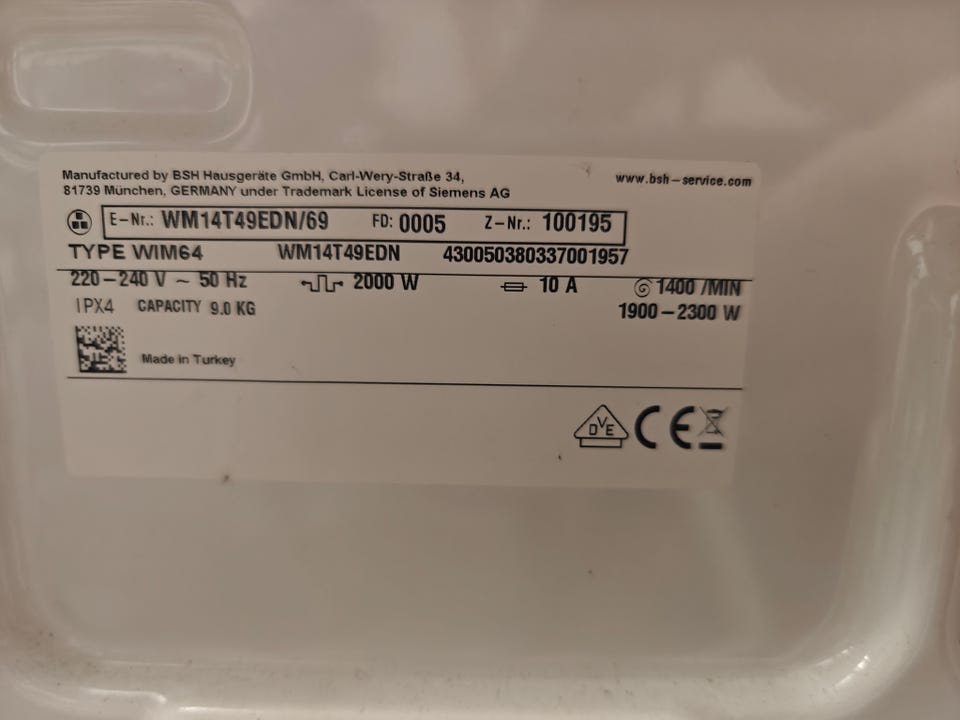 Manufactured by BSH Hausgeräte GmbH, Carl-Wery-Straße 34,
81739 München, GERMANY under Trademark License of Siemens AG
www.bsh-service.com
E-Nr.: WM14T49EDN/69 FD: 0005 Z-Nr.: 100195
TYPE WIM64 WM14T49EDN 430050380337001957
220-240 V ~ 50 Hz 2000 W 10 A 1400 /MIN
IPX4 CAPACITY 9.0 KG 1900-2300 W
Made in Turkey
DVE CE